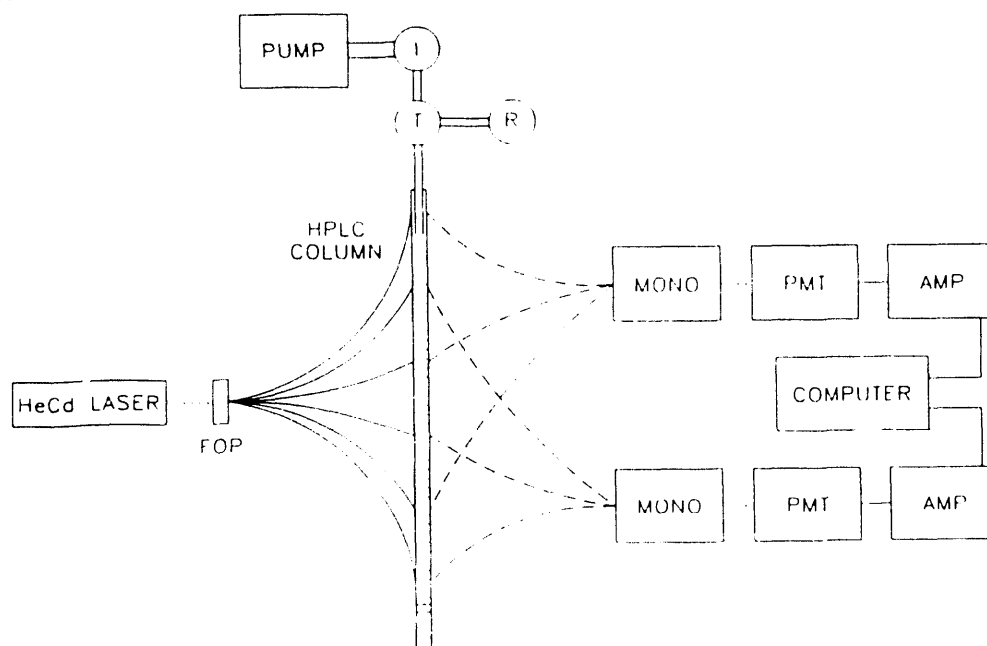 PUMP
I
T
R
HPLC
COLUMN
MONO
PMT
AMP
HeCd LASER
FOP
COMPUTER
MONO
PMT
AMP